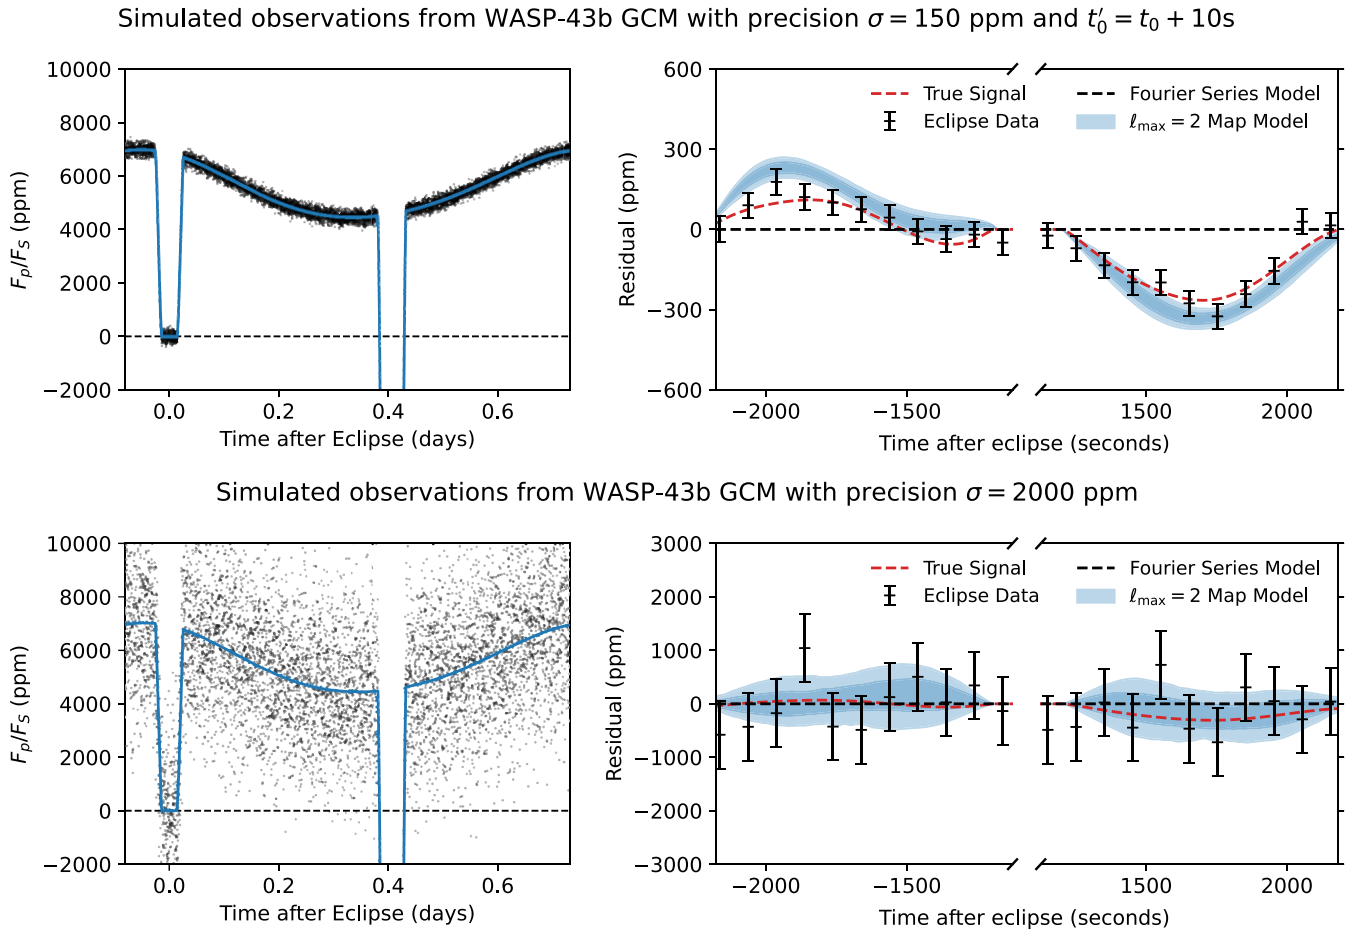 Simulated observations from WASP-43b GCM with precision σ = 150 ppm and t′₀ = t₀ + 10s
10000
8000
6000
4000
2000
0
−2000
Fₚ/F_S (ppm)
0.0
0.2
0.4
0.6
Time after Eclipse (days)
600
300
0
−300
−600
Residual (ppm)
True Signal
Eclipse Data
Fourier Series Model
ℓmax = 2 Map Model
−2000
−1500
1500
2000
Time after eclipse (seconds)
Simulated observations from WASP-43b GCM with precision σ = 2000 ppm
10000
8000
6000
4000
2000
0
−2000
Fₚ/F_S (ppm)
0.0
0.2
0.4
0.6
Time after Eclipse (days)
3000
2000
1000
0
−1000
−2000
−3000
Residual (ppm)
True Signal
Eclipse Data
Fourier Series Model
ℓmax = 2 Map Model
−2000
−1500
1500
2000
Time after eclipse (seconds)